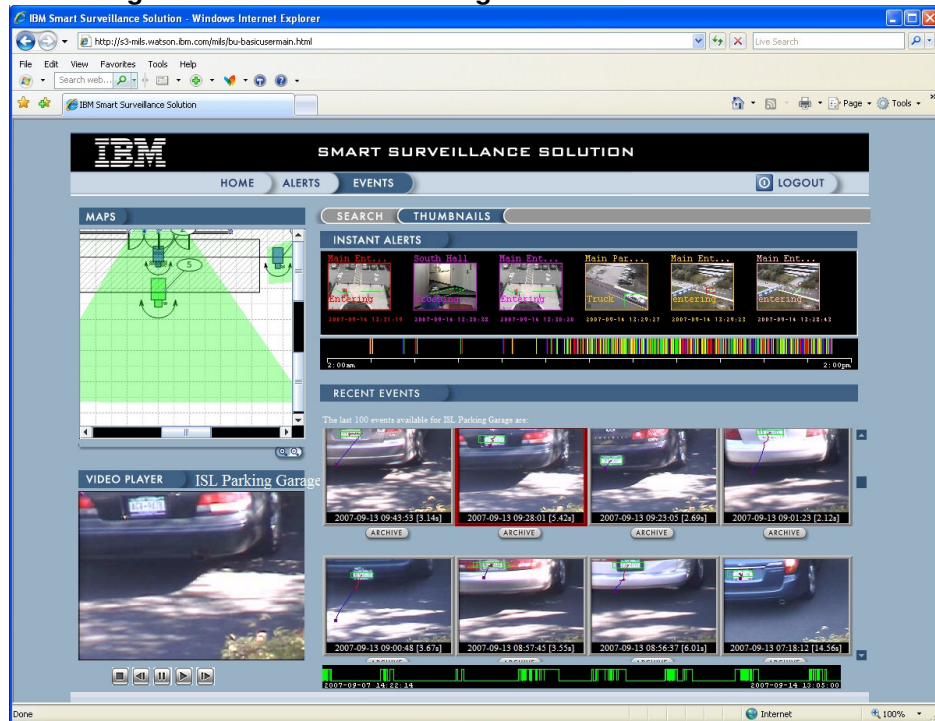 IBM Smart Surveillance Solution - Windows Internet Explorer
http://s3-mils.watson.ibm.com/mils/bu-basicusermain.html
Live Search
File Edit View Favorites Tools Help
Search web...
IBM Smart Surveillance Solution
Page Tools
IBM SMART SURVEILLANCE SOLUTION
HOME ALERTS EVENTS LOGOUT
MAPS
SEARCH THUMBNAILS
INSTANT ALERTS
Main Ent... South Hall Main Ent... Main Par... Main Ent... Main Ent...
Entering Crossing Entering Truck entering entering
5
2:00am 2:00pm
RECENT EVENTS
The last 100 events available for ISL Parking Garage are:
2007-09-13 09:43:53 [3.14s] 2007-09-13 09:28:01 [5.42s] 2007-09-13 09:23:05 [2.69s] 2007-09-13 09:01:23 [2.12s]
ARCHIVE ARCHIVE ARCHIVE ARCHIVE
VIDEO PLAYER ISL Parking Garage
2007-09-13 09:00:48 [3.67s] 2007-09-13 08:57:45 [3.55s] 2007-09-13 08:56:37 [6.01s] 2007-09-13 07:18:12 [14.56s]
2007-09-07 14:22:14 2007-09-14 13:05:00
Done Internet 100%